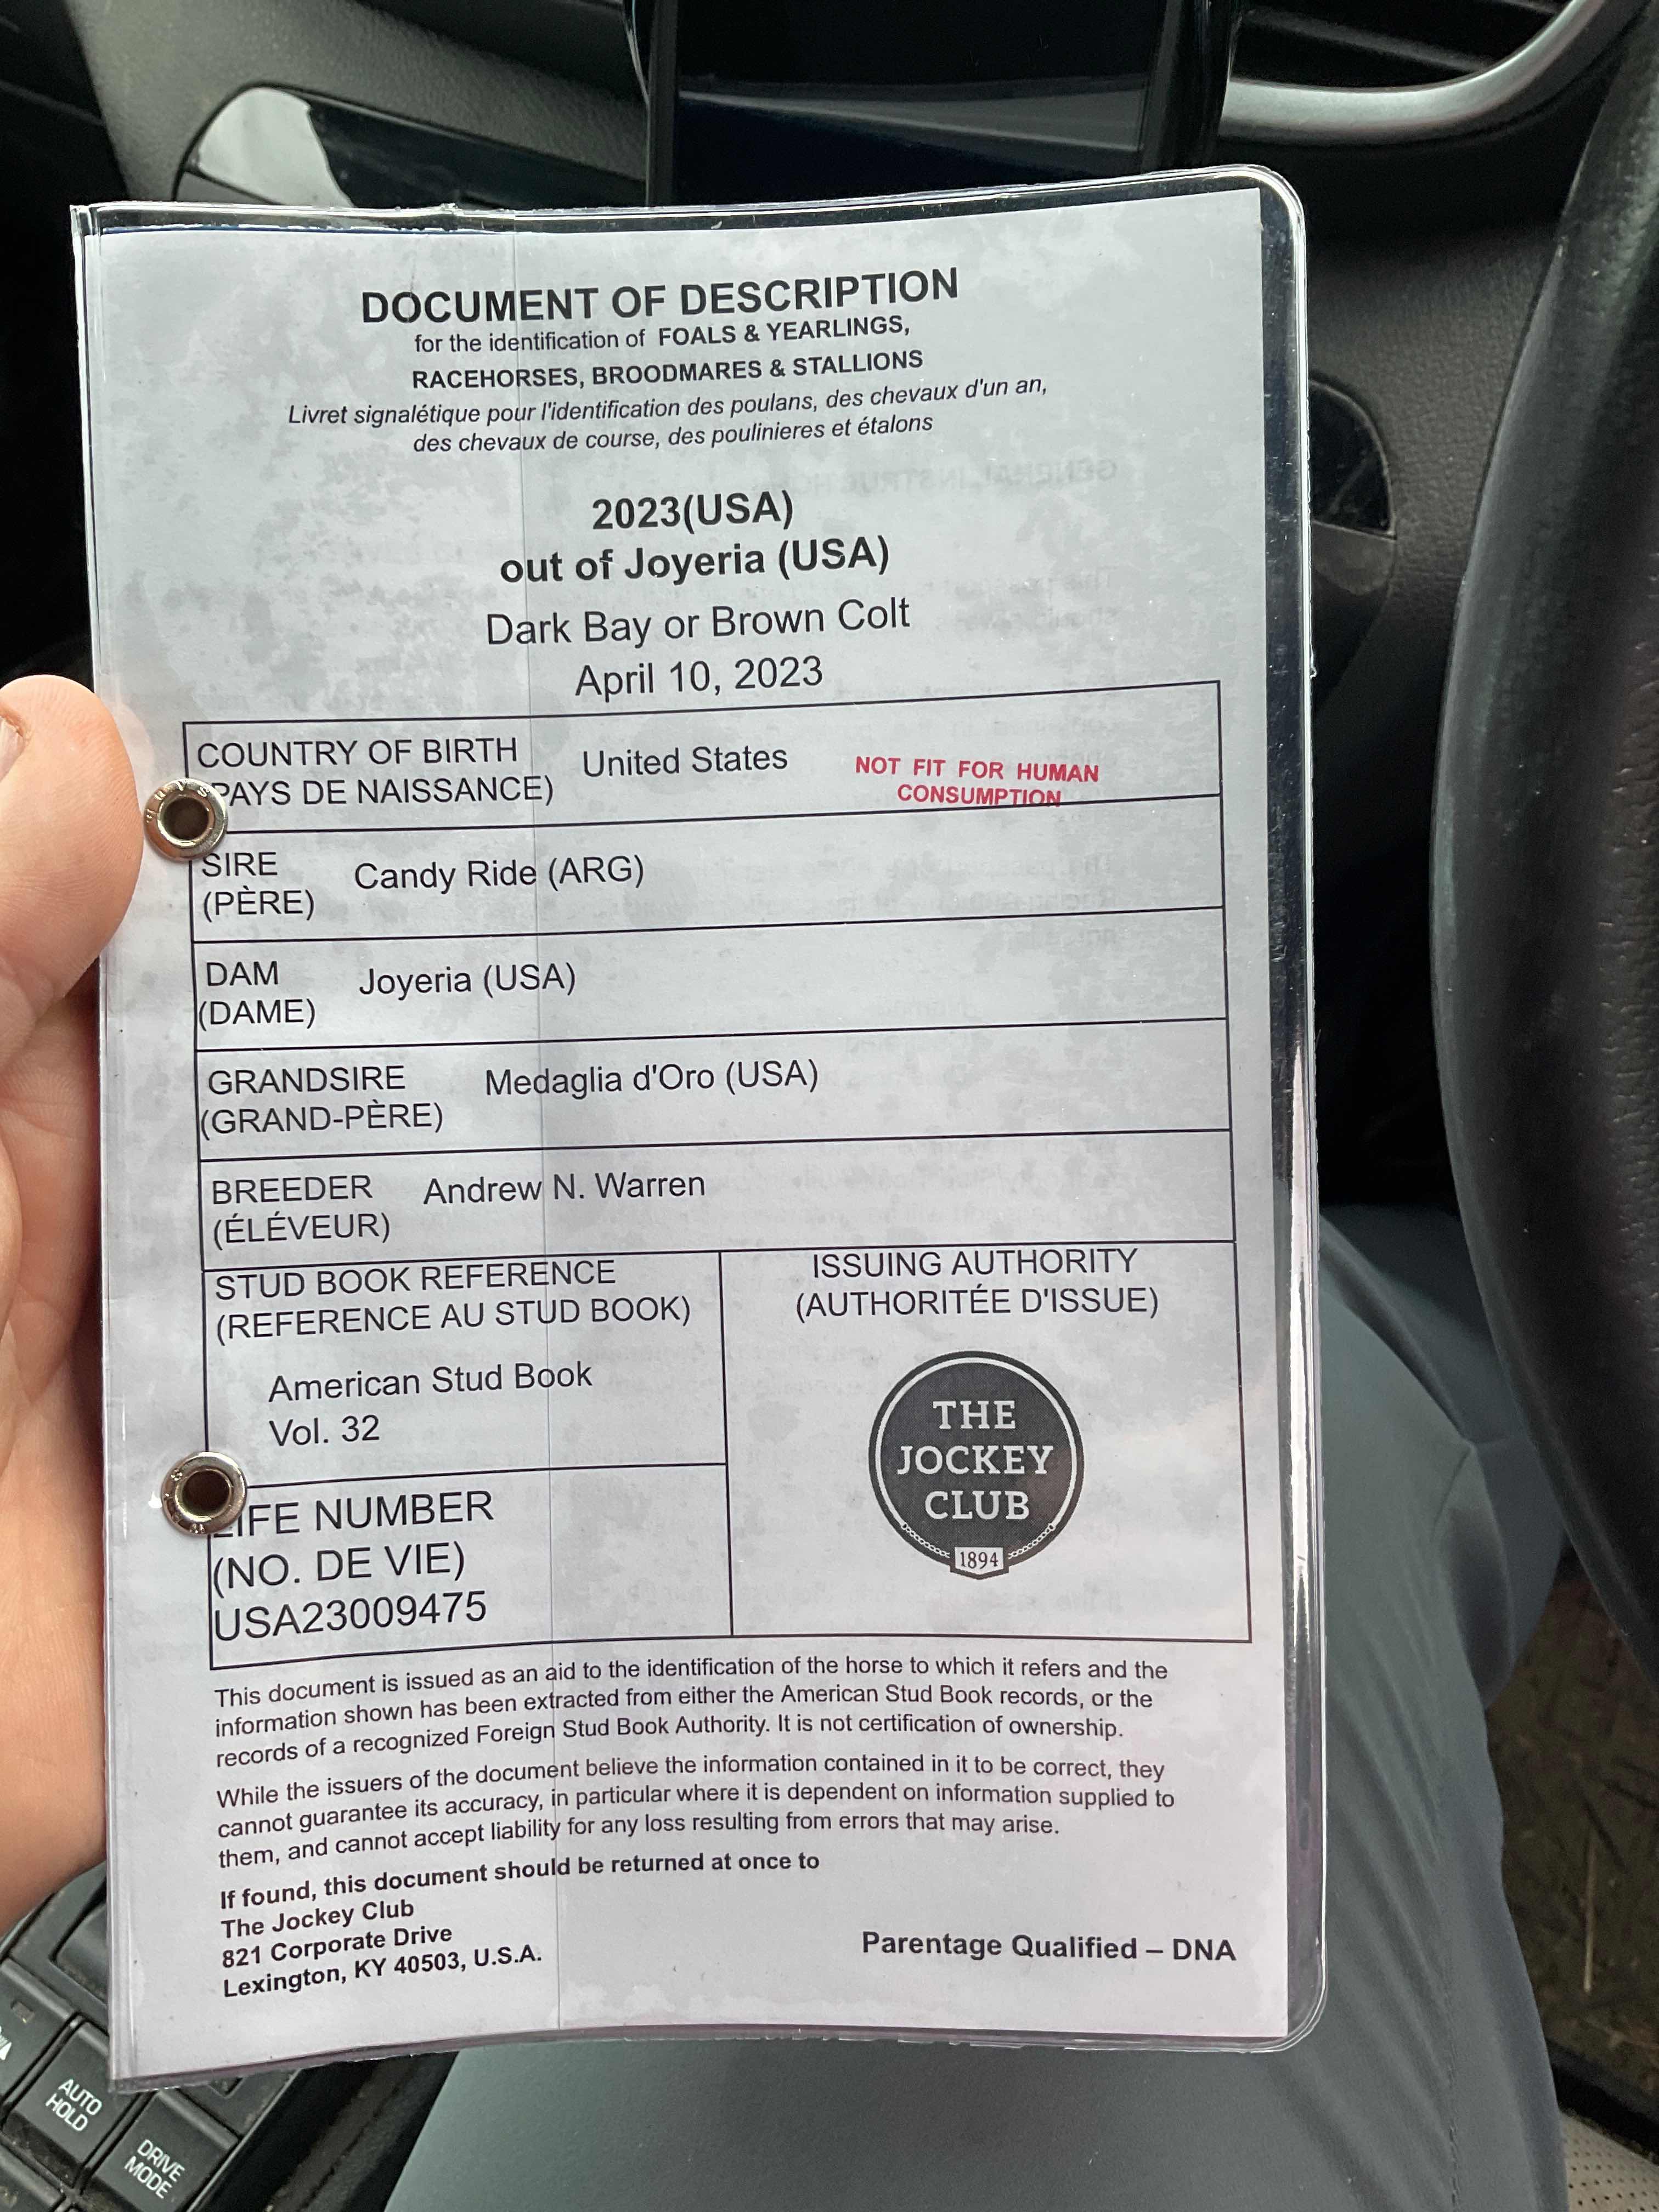 DOCUMENT OF DESCRIPTION
for the identification of FOALS & YEARLINGS,
RACEHORSES, BROODMARES & STALLIONS
Livret signalétique pour l'identification des poulans, des chevaux d'un an,
des chevaux de course, des poulinieres et étalons
2023(USA)
out of Joyeria (USA)
Dark Bay or Brown Colt
April 10, 2023
COUNTRY OF BIRTH United States
PAYS DE NAISSANCE)
NOT FIT FOR HUMAN
CONSUMPTION
SIRE Candy Ride (ARG)
(PÈRE)
DAM Joyeria (USA)
(DAME)
GRANDSIRE Medaglia d'Oro (USA)
(GRAND-PÈRE)
BREEDER Andrew N. Warren
(ÉLÉVEUR)
STUD BOOK REFERENCE
(REFERENCE AU STUD BOOK)
American Stud Book
Vol. 32
ISSUING AUTHORITY
(AUTHORITÉE D'ISSUE)
THE
JOCKEY
CLUB
1894
LIFE NUMBER
(NO. DE VIE)
USA23009475
This document is issued as an aid to the identification of the horse to which it refers and the
information shown has been extracted from either the American Stud Book records, or the
records of a recognized Foreign Stud Book Authority. It is not certification of ownership.
While the issuers of the document believe the information contained in it to be correct, they
cannot guarantee its accuracy, in particular where it is dependent on information supplied to
them, and cannot accept liability for any loss resulting from errors that may arise.
If found, this document should be returned at once to
The Jockey Club
821 Corporate Drive
Lexington, KY 40503, U.S.A.
Parentage Qualified – DNA
AUTO
HOLD
DRIVE
MODE